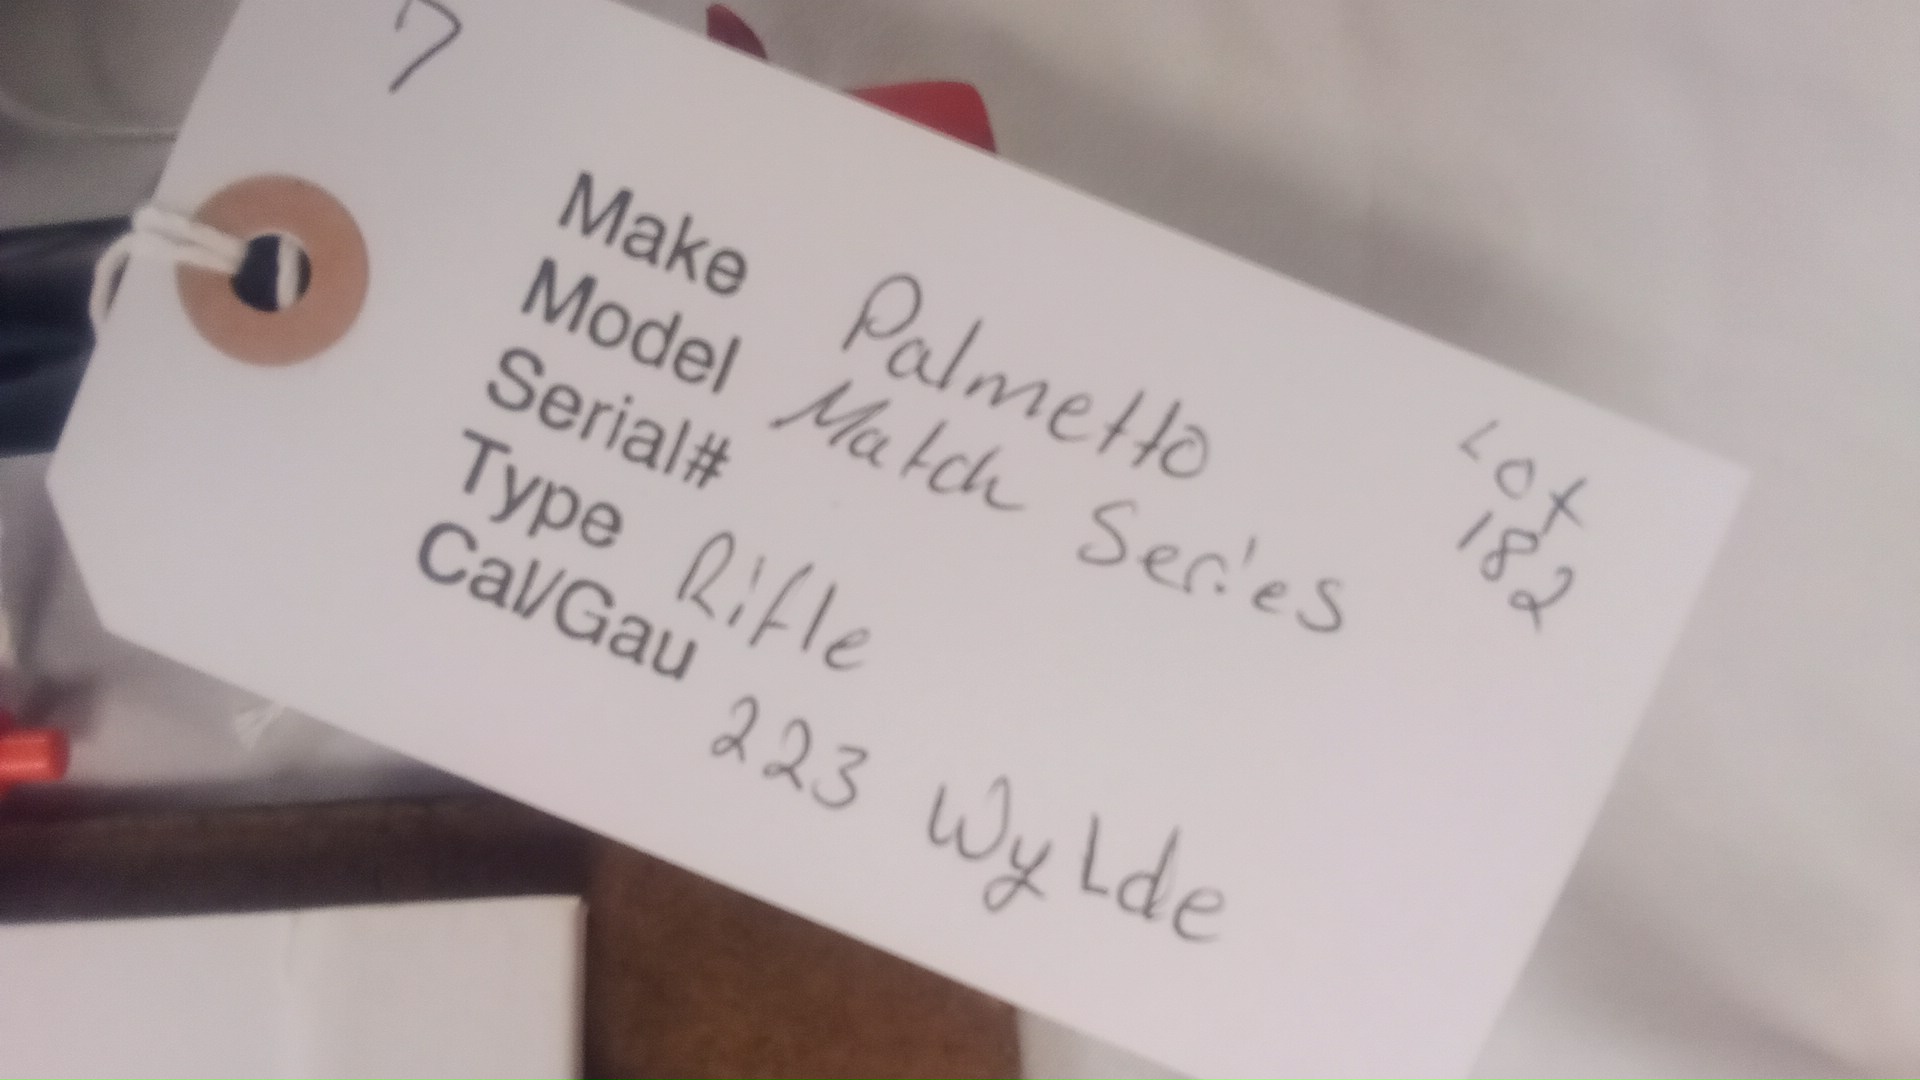 7
Make Palmetto
Model Match Series
Serial#
Type Rifle
Cal/Gau 223 Wylde
Lot
182